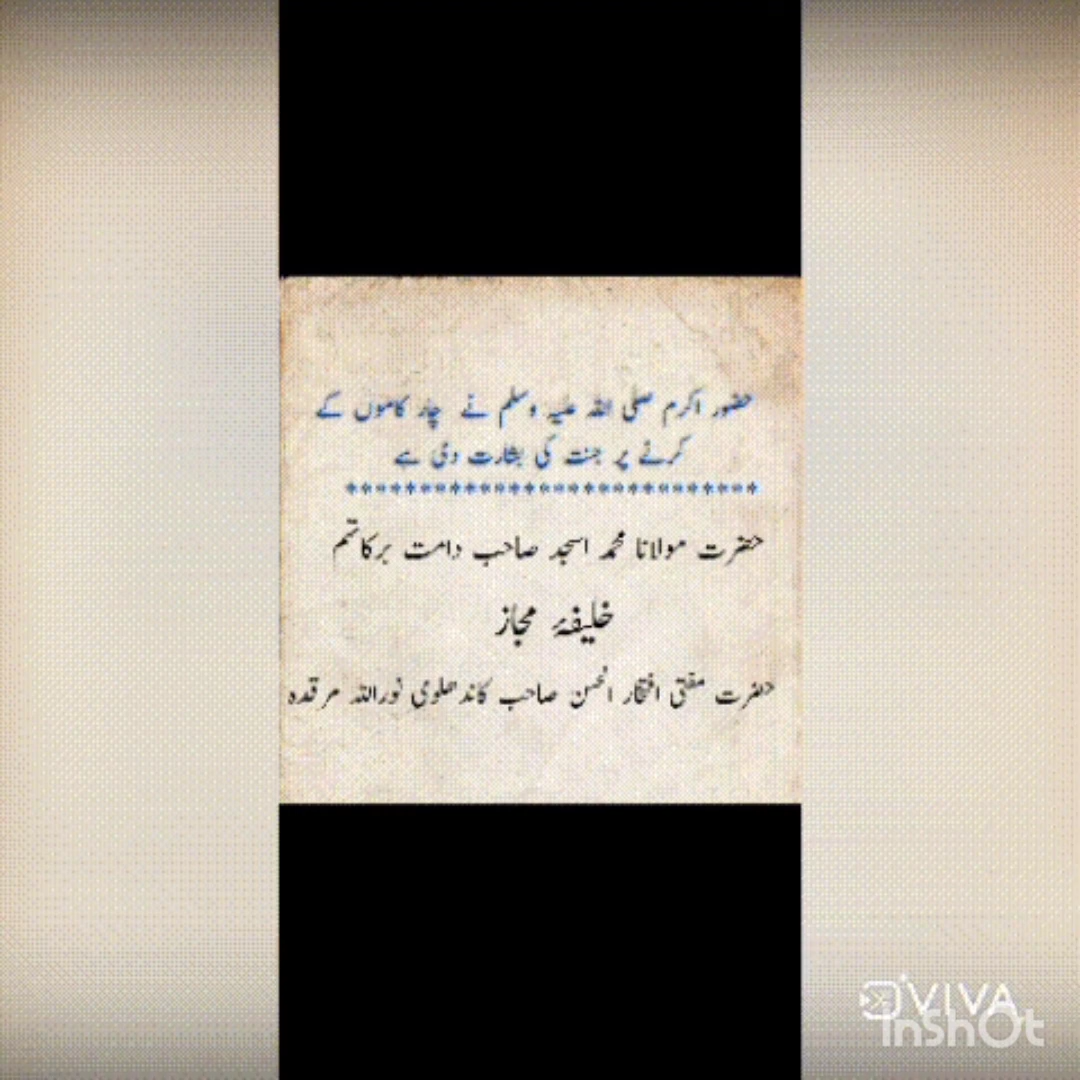 حضور اکرم صلی اللہ علیہ وسلم نے چار کاموں کے
کرنے پر جنت کی بشارت دی ہے
****************************
حضرت مولانا محمد اسجد صاحب دامت برکاتہم
خلیفۂ مجاز
حضرت مفتی افتخار الحسن صاحب کاندھلوی نوراللہ مرقدہ
VIVA
InShOt